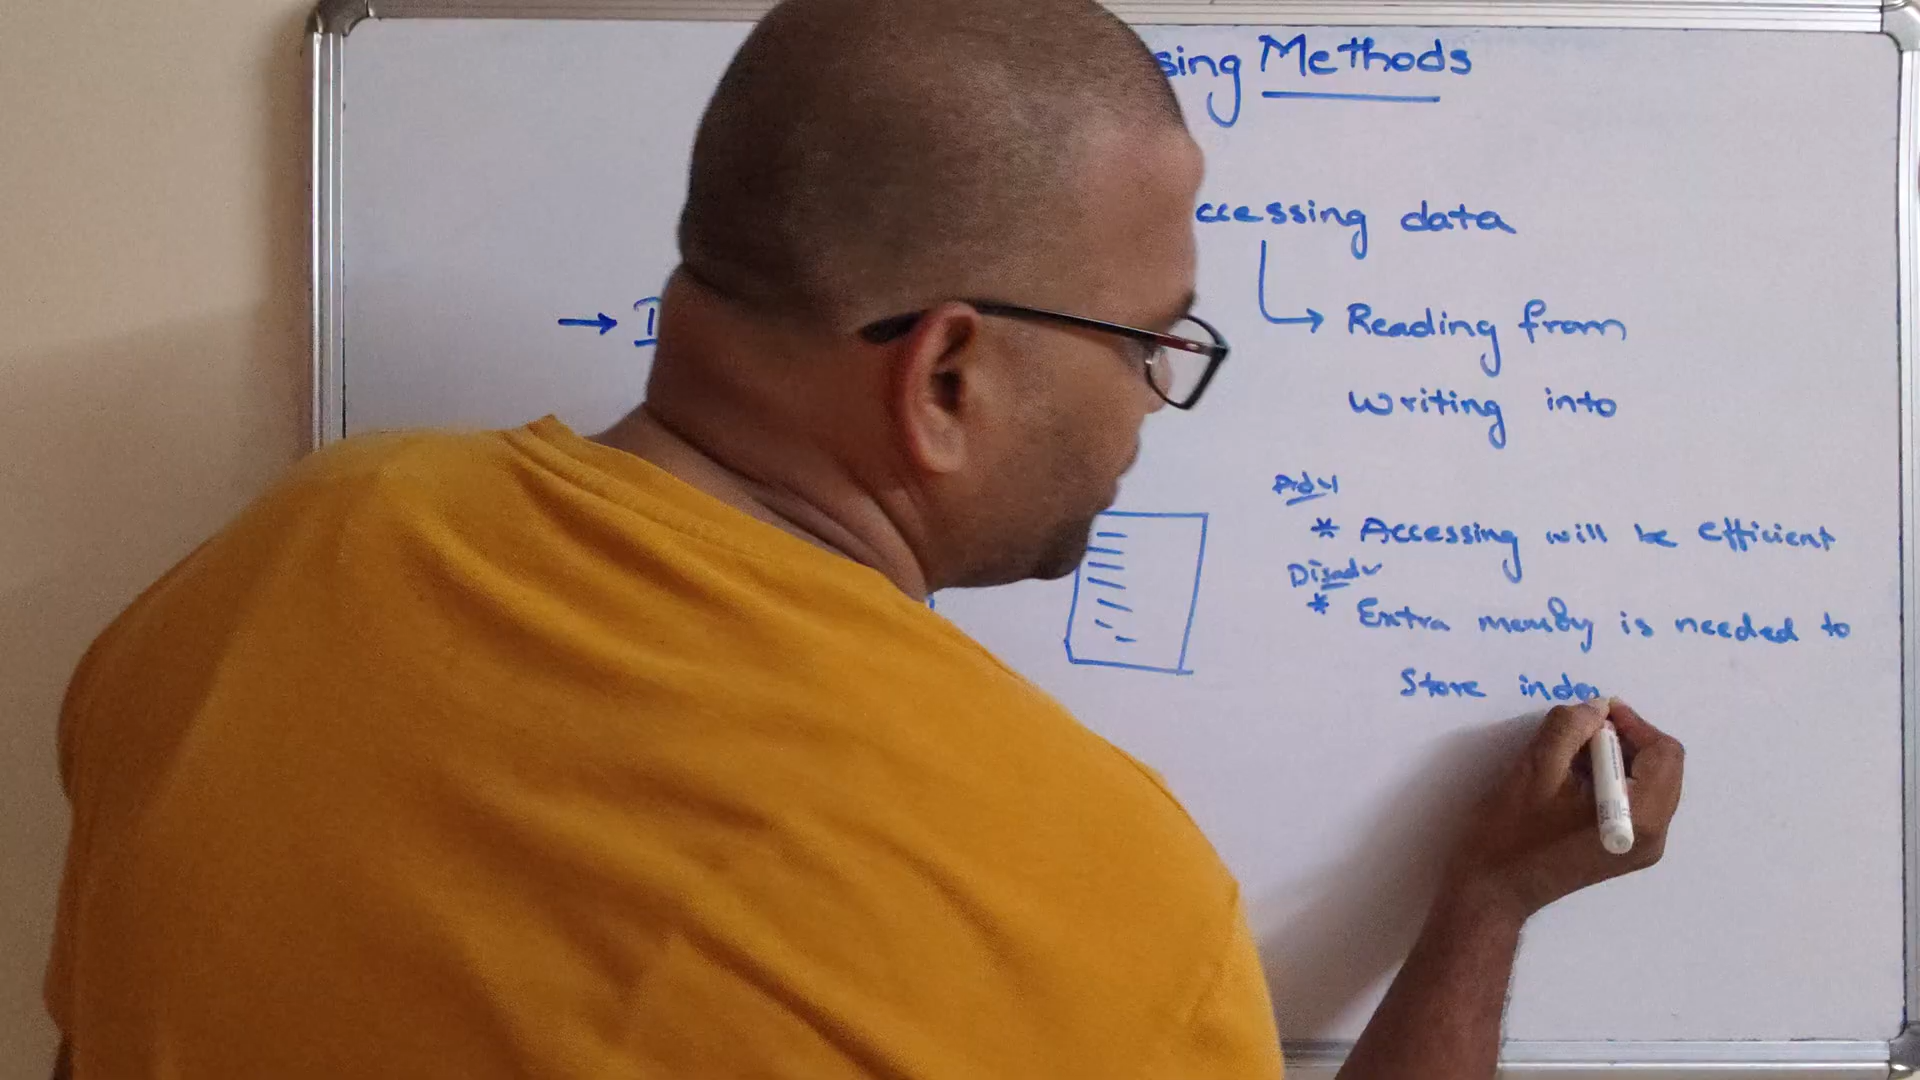 sing Methods
ccessing data
→ I
Reading from
writing into
Adv
* Accessing will be efficient
Disadv
* Extra memory is needed to
Store index